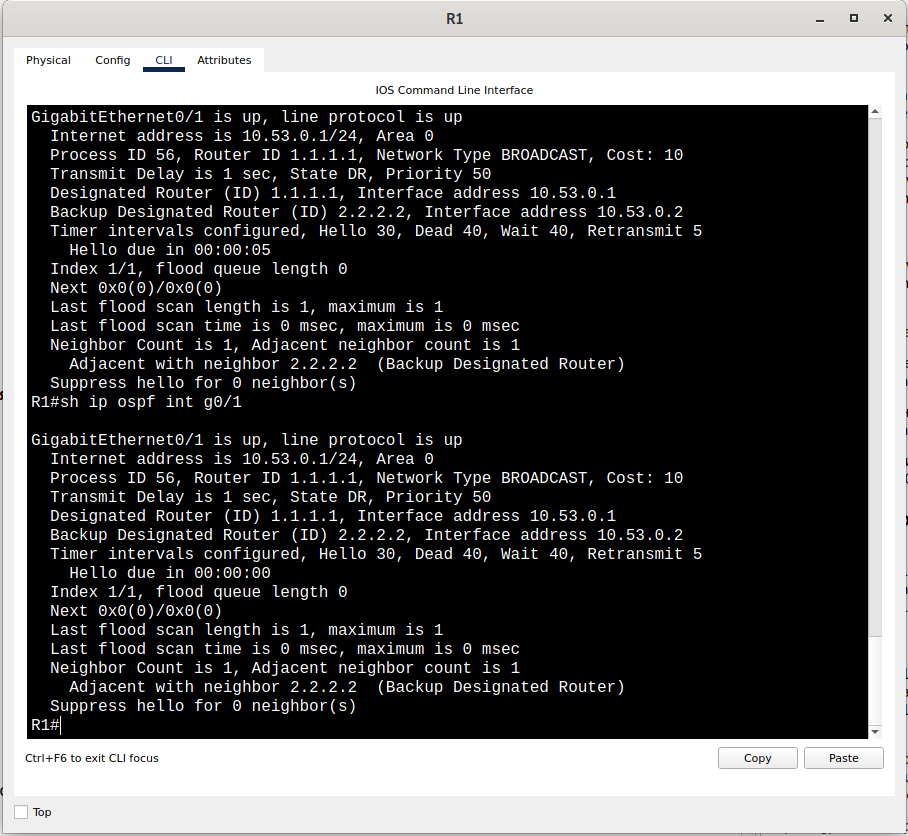 R1
Physical Config CLI Attributes
IOS Command Line Interface
GigabitEthernet0/1 is up, line protocol is up
  Internet address is 10.53.0.1/24, Area 0
  Process ID 56, Router ID 1.1.1.1, Network Type BROADCAST, Cost: 10
  Transmit Delay is 1 sec, State DR, Priority 50
  Designated Router (ID) 1.1.1.1, Interface address 10.53.0.1
  Backup Designated Router (ID) 2.2.2.2, Interface address 10.53.0.2
  Timer intervals configured, Hello 30, Dead 40, Wait 40, Retransmit 5
    Hello due in 00:00:05
  Index 1/1, flood queue length 0
  Next 0x0(0)/0x0(0)
  Last flood scan length is 1, maximum is 1
  Last flood scan time is 0 msec, maximum is 0 msec
  Neighbor Count is 1, Adjacent neighbor count is 1
    Adjacent with neighbor 2.2.2.2  (Backup Designated Router)
  Suppress hello for 0 neighbor(s)
R1#sh ip ospf int g0/1

GigabitEthernet0/1 is up, line protocol is up
  Internet address is 10.53.0.1/24, Area 0
  Process ID 56, Router ID 1.1.1.1, Network Type BROADCAST, Cost: 10
  Transmit Delay is 1 sec, State DR, Priority 50
  Designated Router (ID) 1.1.1.1, Interface address 10.53.0.1
  Backup Designated Router (ID) 2.2.2.2, Interface address 10.53.0.2
  Timer intervals configured, Hello 30, Dead 40, Wait 40, Retransmit 5
    Hello due in 00:00:00
  Index 1/1, flood queue length 0
  Next 0x0(0)/0x0(0)
  Last flood scan length is 1, maximum is 1
  Last flood scan time is 0 msec, maximum is 0 msec
  Neighbor Count is 1, Adjacent neighbor count is 1
    Adjacent with neighbor 2.2.2.2  (Backup Designated Router)
  Suppress hello for 0 neighbor(s)
R1#
Ctrl+F6 to exit CLI focus Copy Paste
Top